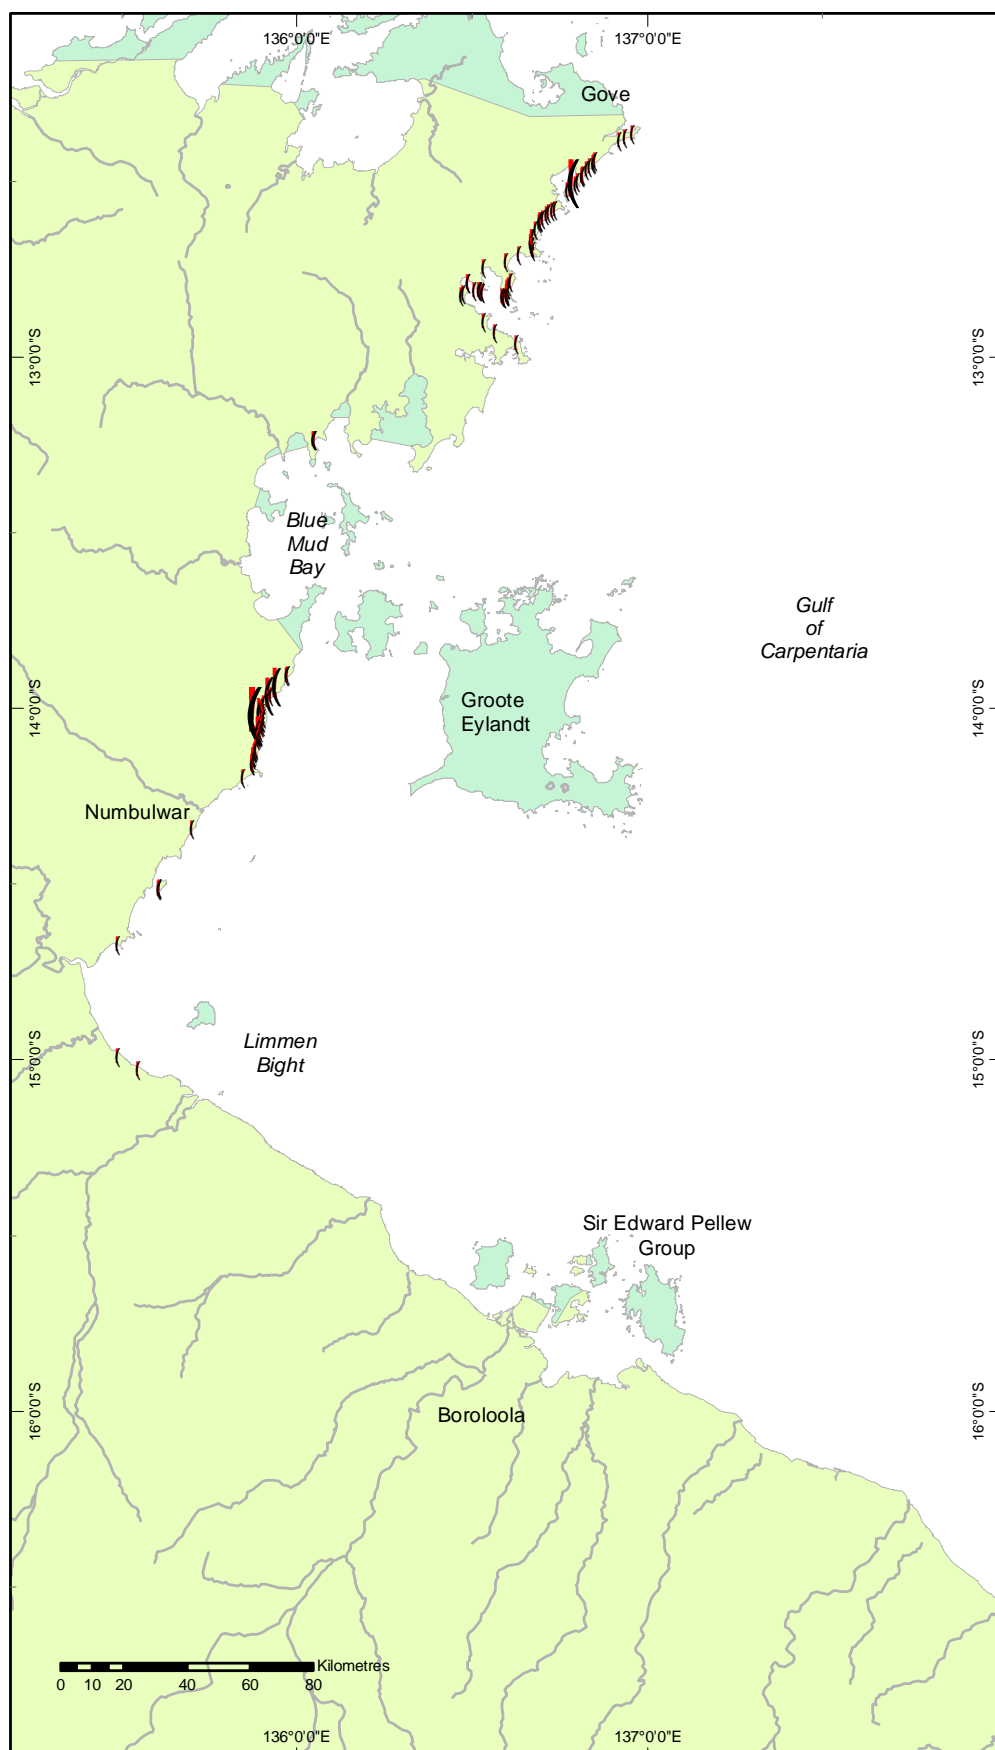 136°0'0"E
137°0'0"E
Gove
13°0'0"S
13°0'0"S
Blue
Mud
Bay
Gulf
of
Carpentaria
Groote
Eylandt
14°0'0"S
14°0'0"S
Numbulwar
Limmen
Bight
15°0'0"S
15°0'0"S
Sir Edward Pellew
Group
16°0'0"S
16°0'0"S
Boroloola
Kilometres
0 10 20 40 60 80
136°0'0"E
137°0'0"E